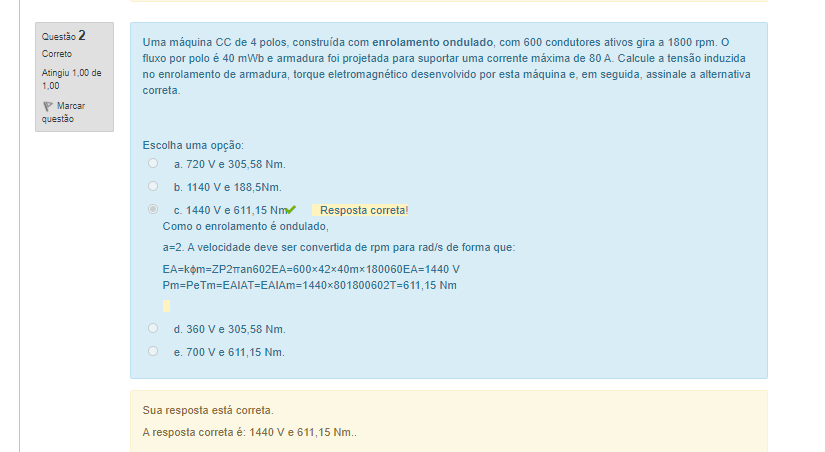 Questão 2
Correto
Atingiu 1,00 de
1,00
Marcar
questão
Uma máquina CC de 4 polos, construída com enrolamento ondulado, com 600 condutores ativos gira a 1800 rpm. O
fluxo por polo é 40 mWb e armadura foi projetada para suportar uma corrente máxima de 80 A. Calcule a tensão induzida
no enrolamento de armadura, torque eletromagnético desenvolvido por esta máquina e, em seguida, assinale a alternativa
correta.
Escolha uma opção:
a. 720 V e 305,58 Nm.
b. 1140 V e 188,5Nm.
c. 1440 V e 611,15 Nm Resposta correta!
Como o enrolamento é ondulado,
a=2. A velocidade deve ser convertida de rpm para rad/s de forma que:
EA=kϕm=ZP2πan602EA=600×42×40m×180060EA=1440 V
Pm=PeTm=EAIAT=EAIAm=1440×801800602T=611,15 Nm
d. 360 V e 305,58 Nm.
e. 700 V e 611,15 Nm.
Sua resposta está correta.
A resposta correta é: 1440 V e 611,15 Nm..